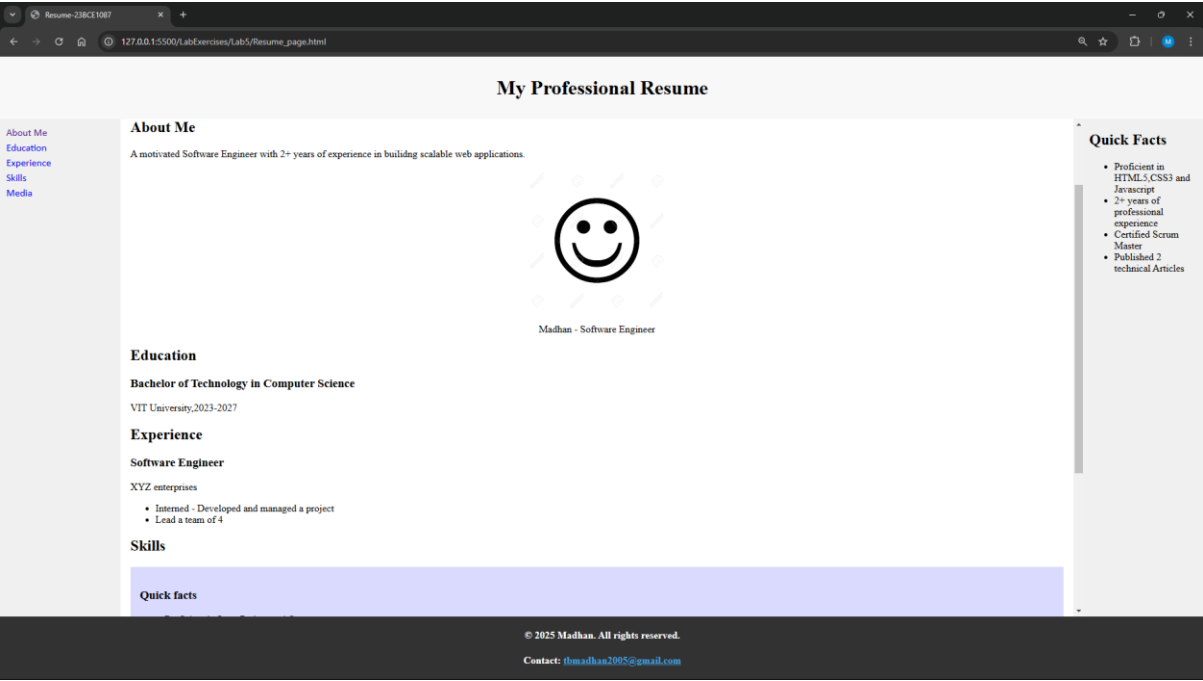 Resume-23BCE1087
127.0.0.1:5500/LabExercises/Lab5/Resume_page.html
M
My Professional Resume
About Me
Education
Experience
Skills
Media
About Me
A motivated Software Engineer with 2+ years of experience in builidng scalable web applications.
Madhan - Software Engineer
Education
Bachelor of Technology in Computer Science
VIT University,2023-2027
Experience
Software Engineer
XYZ enterprises
Interned - Developed and managed a project
Lead a team of 4
Skills
Quick facts
Quick Facts
Proficient in
HTML5,CSS3 and
Javascript
2+ years of
professional
experience
Certified Scrum
Master
Published 2
technical Articles
© 2025 Madhan. All rights reserved.
Contact: tbmadhan2005@gmail.com